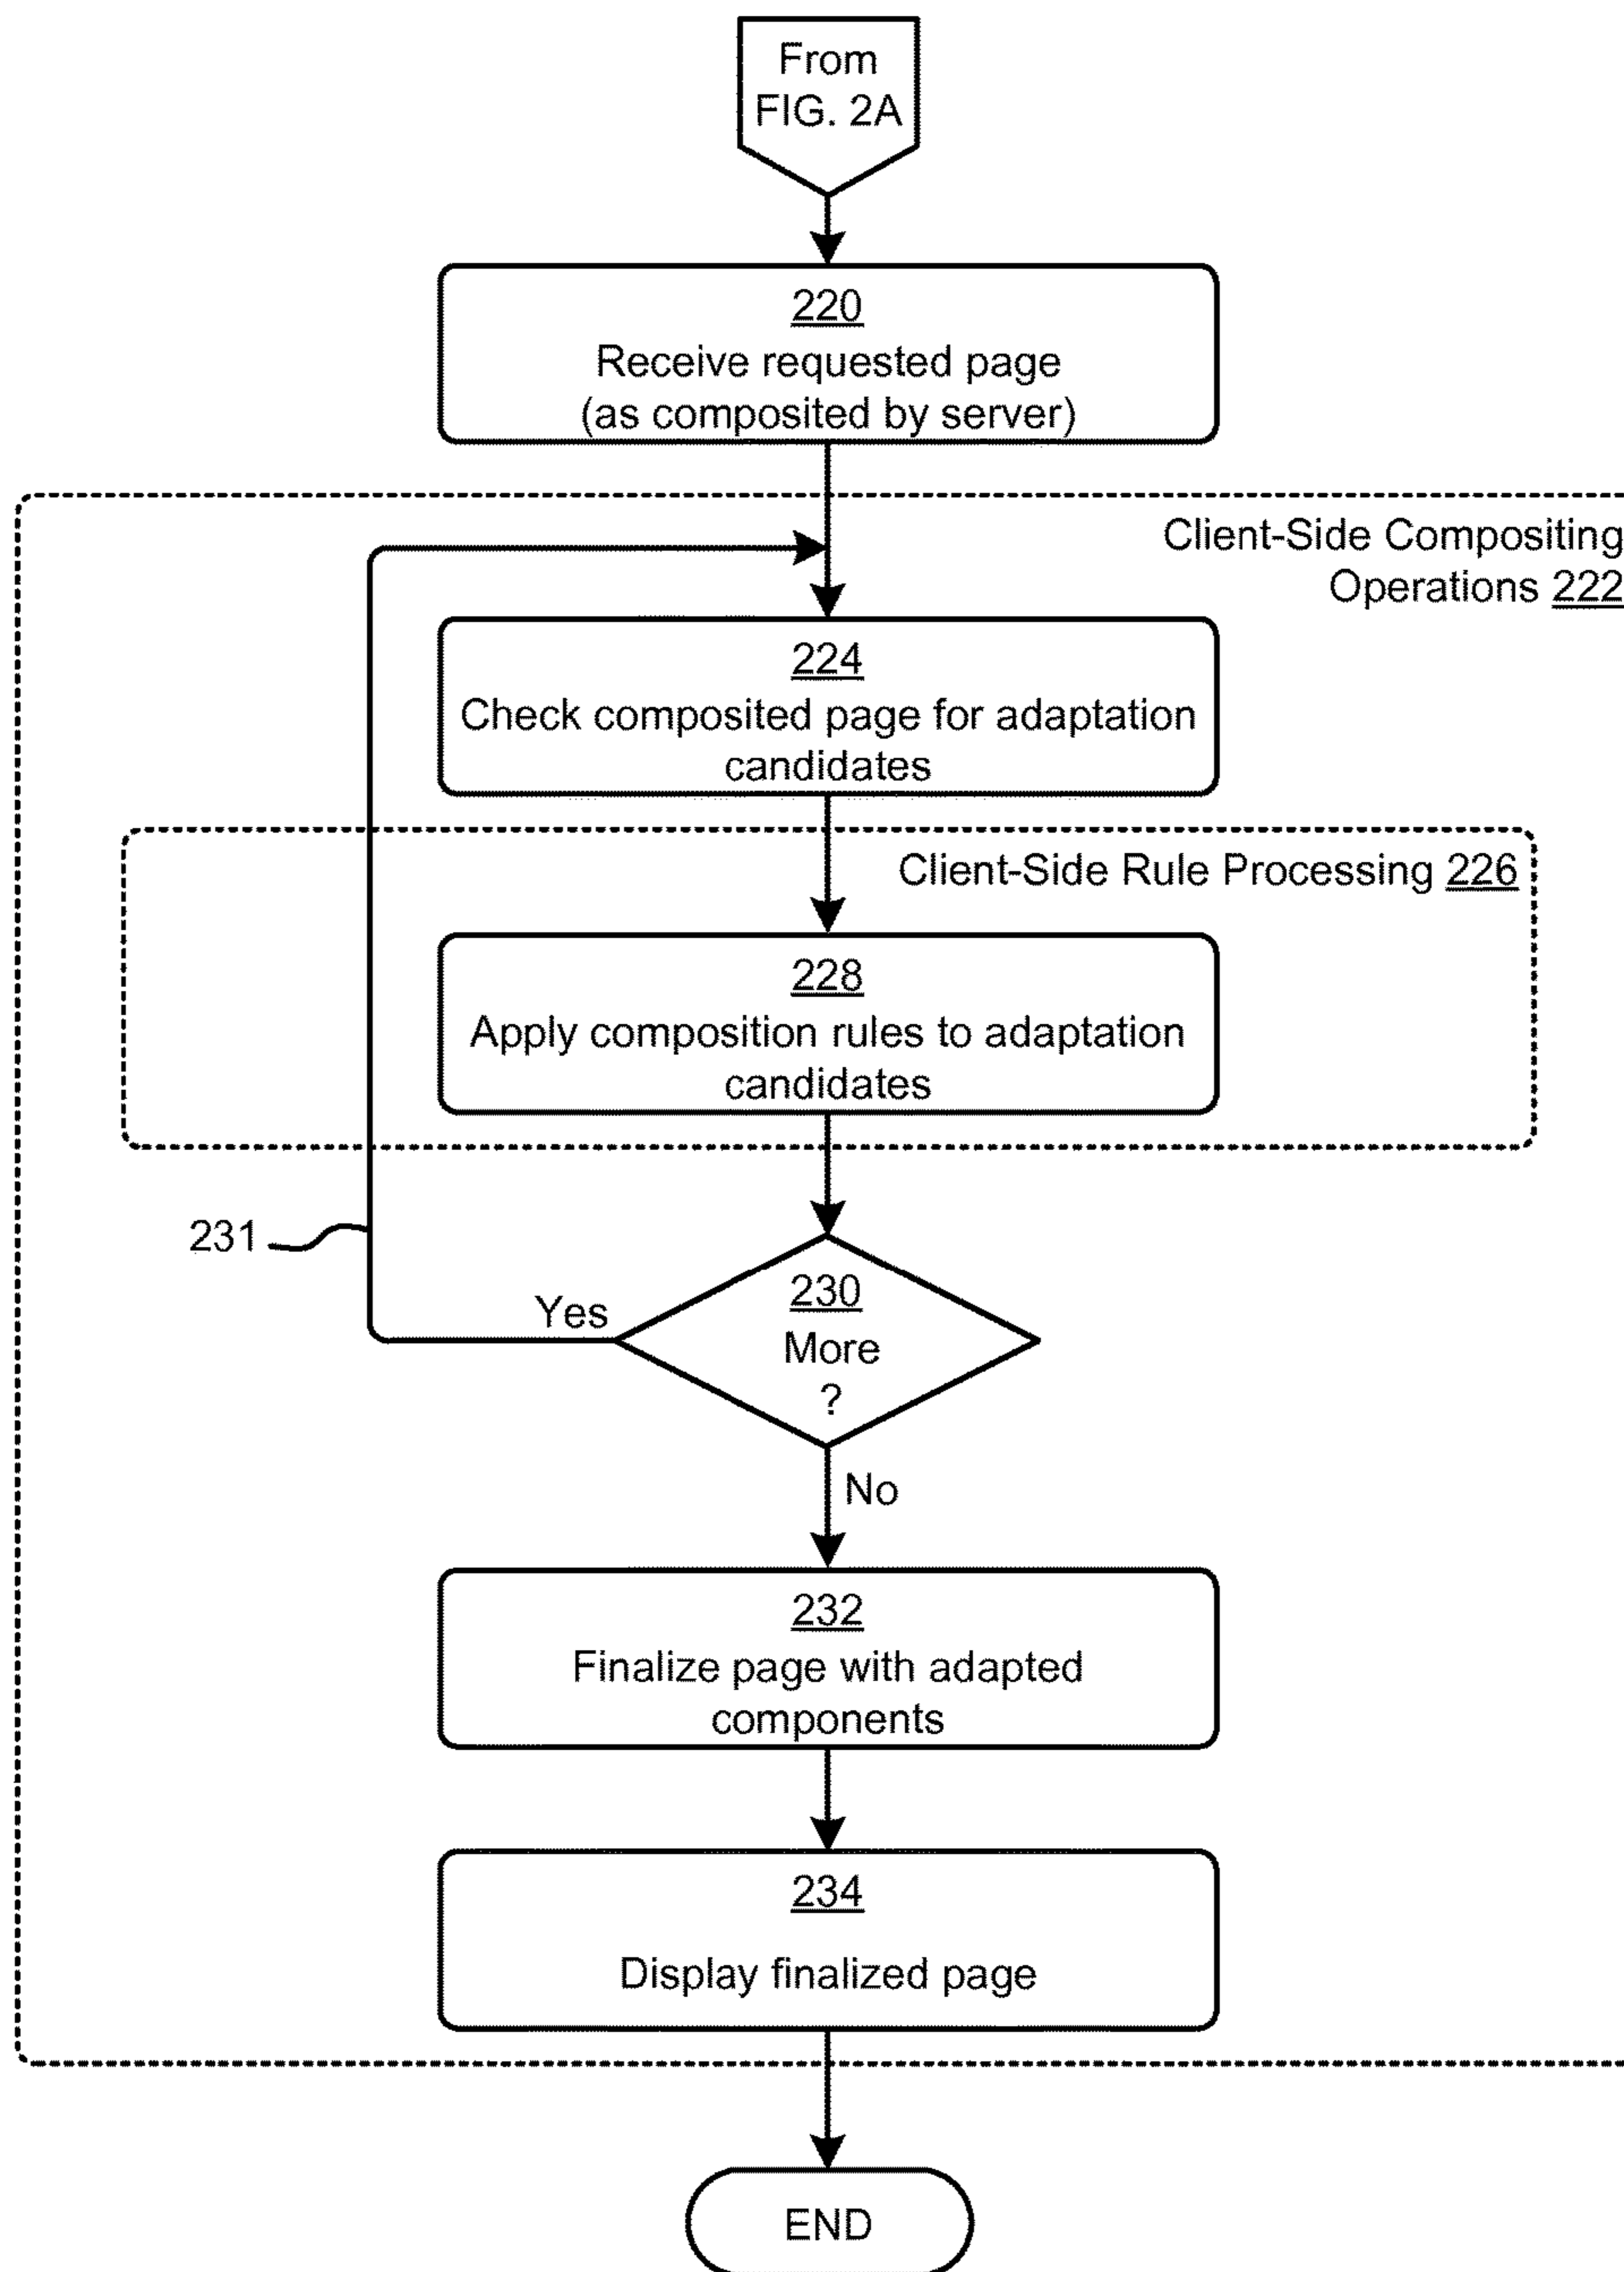 From
FIG. 2A
220
Receive requested page
(as composited by server)
Client-Side Compositing
Operations 222
224
Check composited page for adaptation
candidates
Client-Side Rule Processing 226
228
Apply composition rules to adaptation
candidates
231
Yes
230
More
?
No
232
Finalize page with adapted
components
234
Display finalized page
END